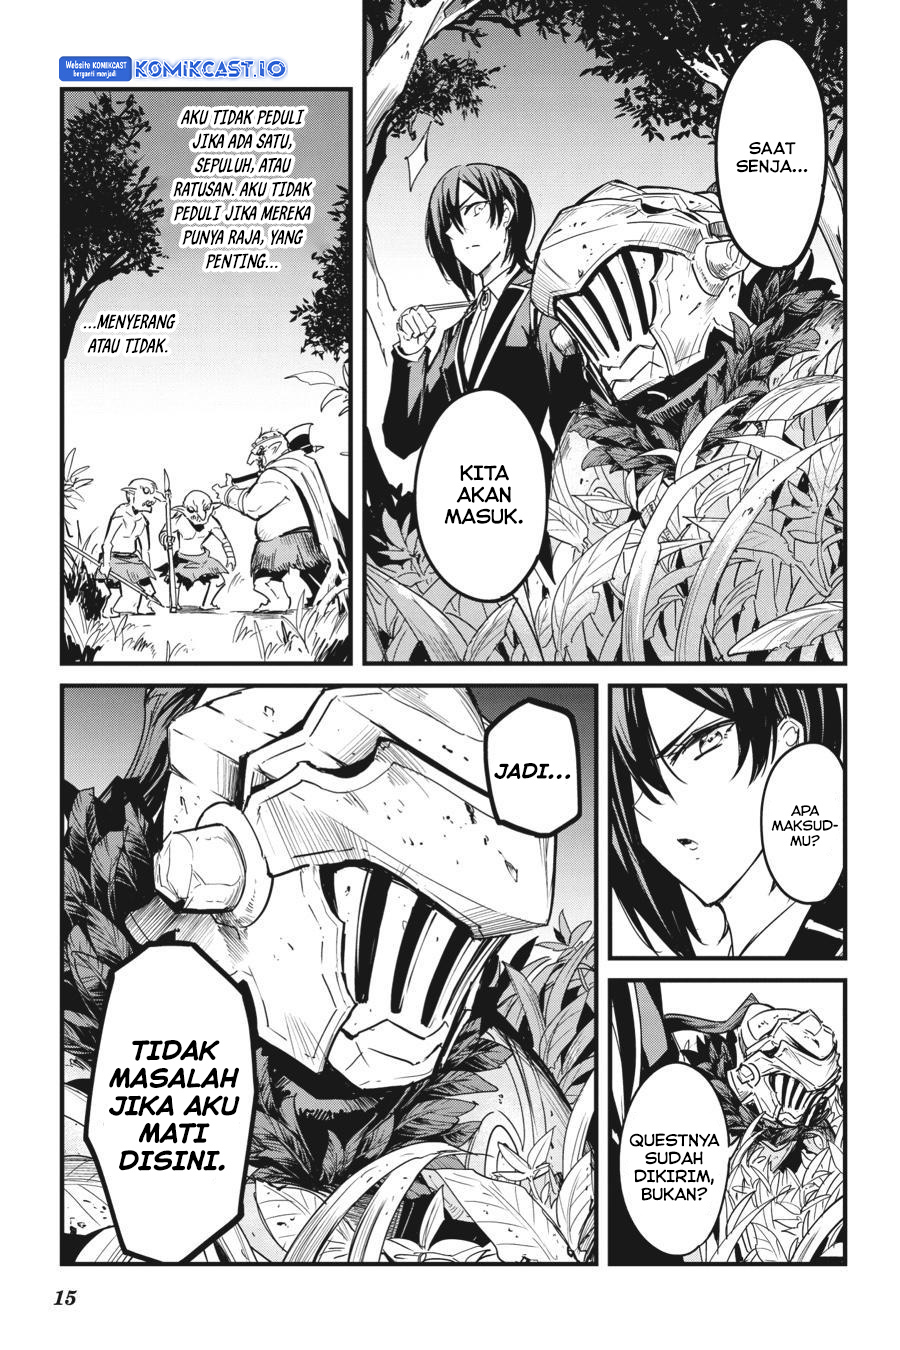 Website KOMIKCAST
berganti menjadi
KOMIKCAST.IO
SAAT
SENJA...
KITA
AKAN
MASUK.
AKU TIDAK PEDULI
JIKA ADA SATU,
SEPULUH, ATAU
RATUSAN. AKU TIDAK
PEDULI JIKA MEREKA
PUNYA RAJA, YANG
PENTING...
...MENYERANG
ATAU TIDAK.
APA
MAKSUD-
MU?
QUESTNYA
SUDAH
DIKIRIM,
BUKAN?
JADI...
TIDAK
MASALAH
JIKA AKU
MATI
DISINI.
15